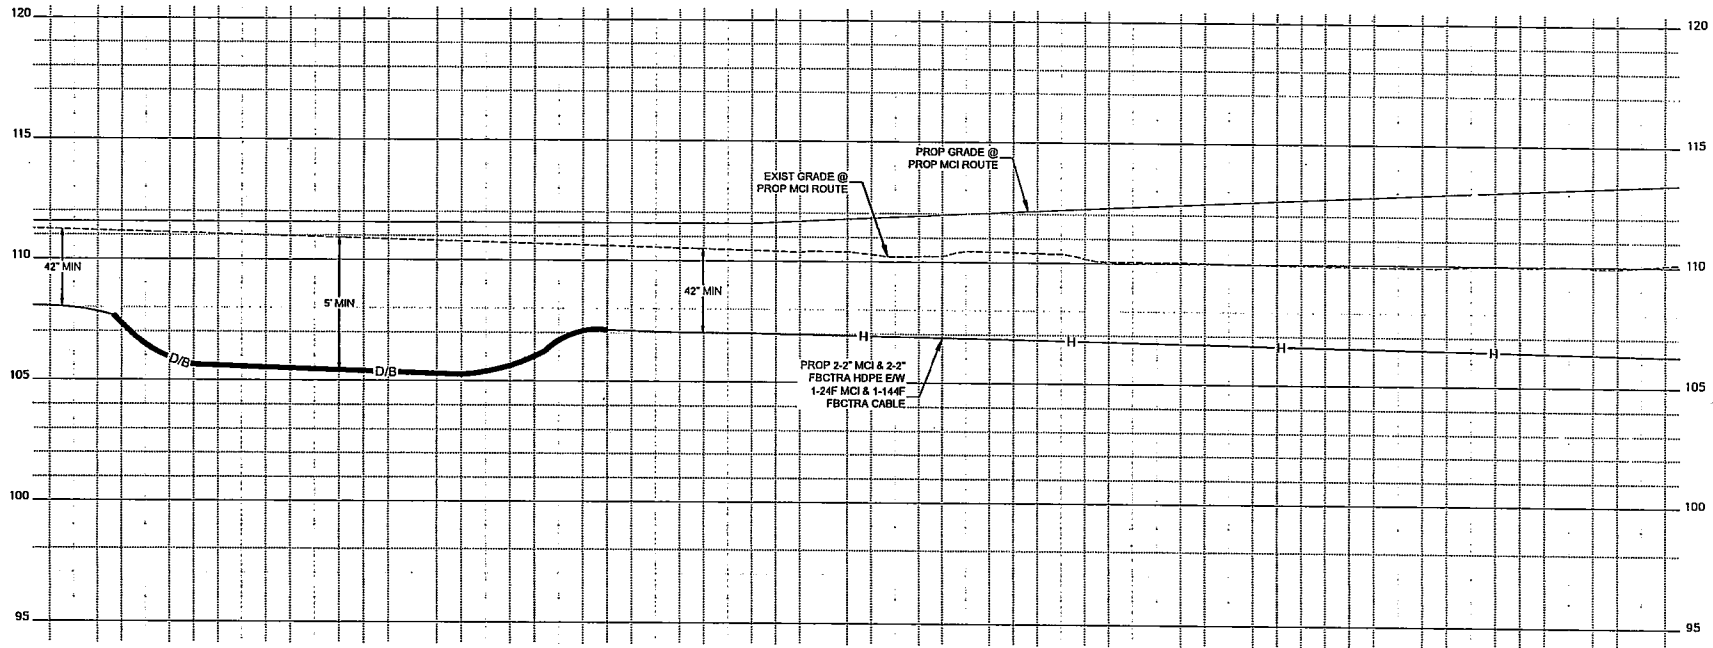 120
120
115
115
PROP GRADE @
PROP MCI ROUTE
EXIST GRADE @
PROP MCI ROUTE
110
110
42" MIN
5' MIN
42" MIN
D/B
D/B
H
H
H
H
PROP 2-2" MCI & 2-2"
FBCTRA HDPE E/W
1-24F MCI & 1-144F
FBCTRA CABLE
105
105
100
100
95
95